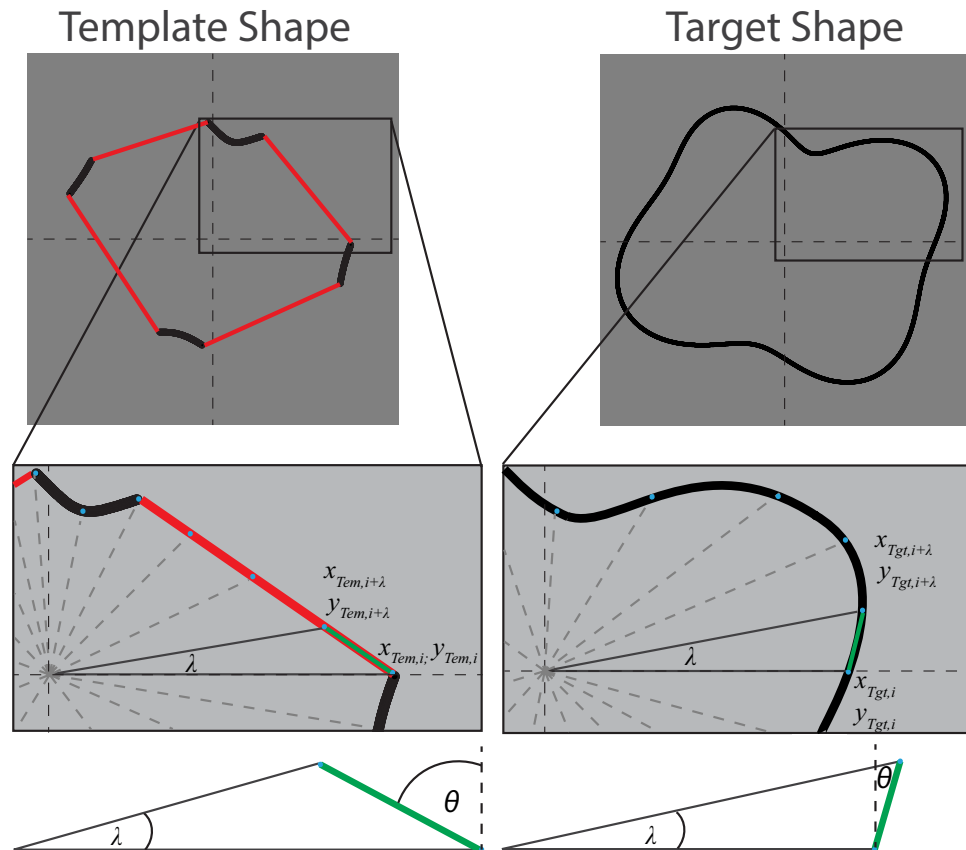 Template Shape
Target Shape
x_{Tem,i+λ}
y_{Tem,i+λ}
x_{Tem,i}; y_{Tem,i}
λ
x_{Tgt,i+λ}
y_{Tgt,i+λ}
λ
x_{Tgt,i}
y_{Tgt,i}
θ
λ
θ
λ